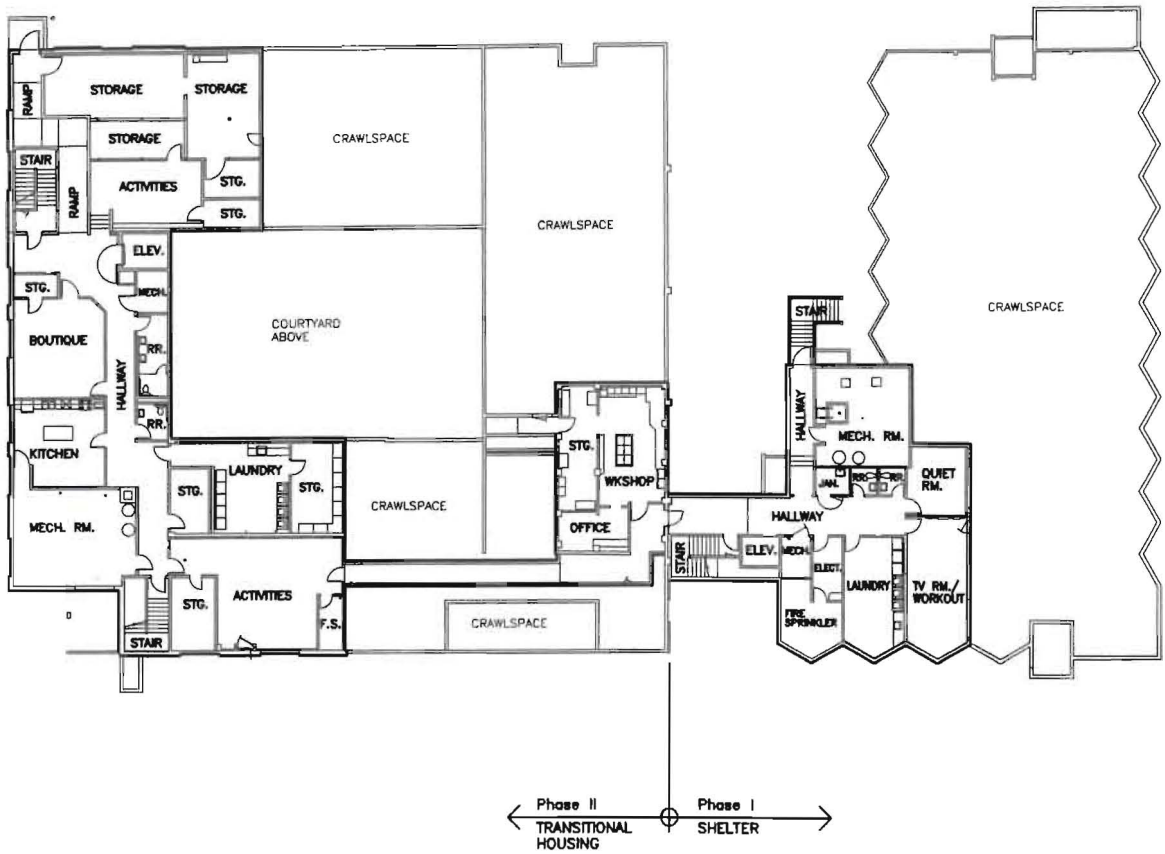 STORAGE
STORAGE
RAMP
STORAGE
CRAWLSPACE
STAIR
ACTIVITIES
RAMP
STG.
STG.
CRAWLSPACE
ELEV.
STG.
MECH.
CRAWLSPACE
STAIR
COURTYARD
ABOVE
BOUTIQUE
RR.
HALLWAY
HALLWAY
RR.
MECH. RM.
KITCHEN
STG.
LAUNDRY
STG.
STG.
WKSHOP
JAN.
RR.
RR.
QUIET
RM.
CRAWLSPACE
MECH. RM.
OFFICE
HALLWAY
STAIR
ELEV.
MECH.
ELECT.
LAUNDRY
TV RM./
WORKOUT
STG.
ACTIVITIES
F.S.
CRAWLSPACE
FIRE
SPRINKLER
STAIR
Phase II
TRANSITIONAL
HOUSING
Phase I
SHELTER